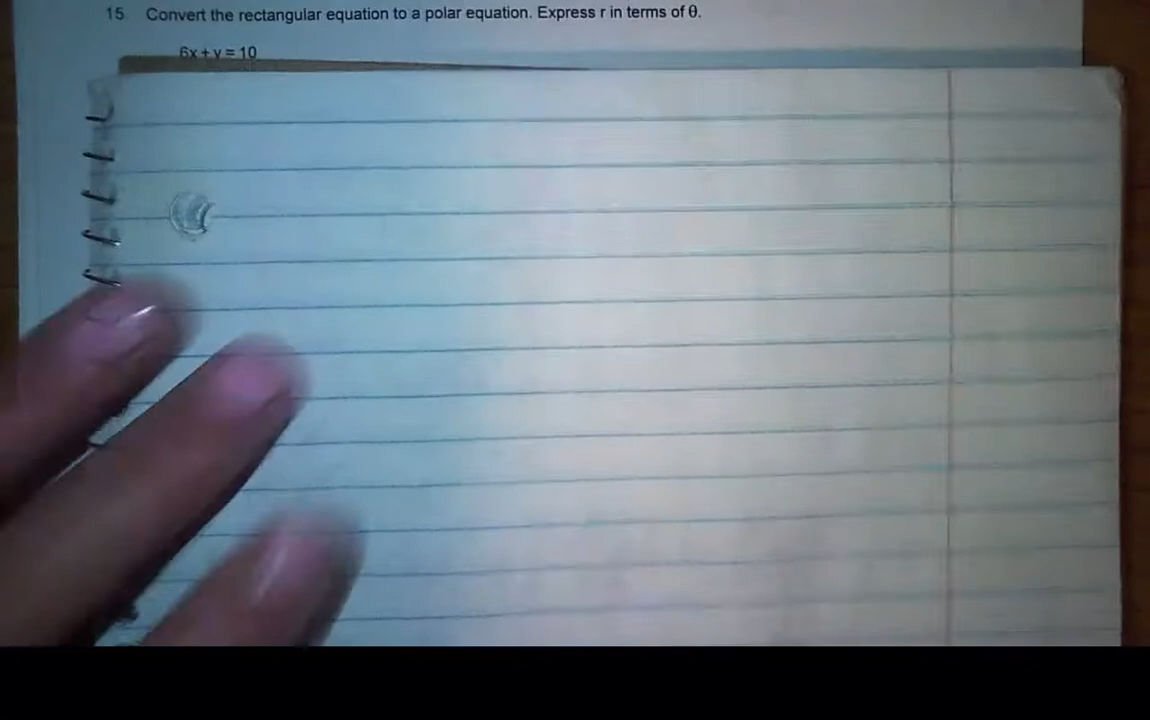 15 Convert the rectangular equation to a polar equation. Express r in terms of θ.
6x + y = 10